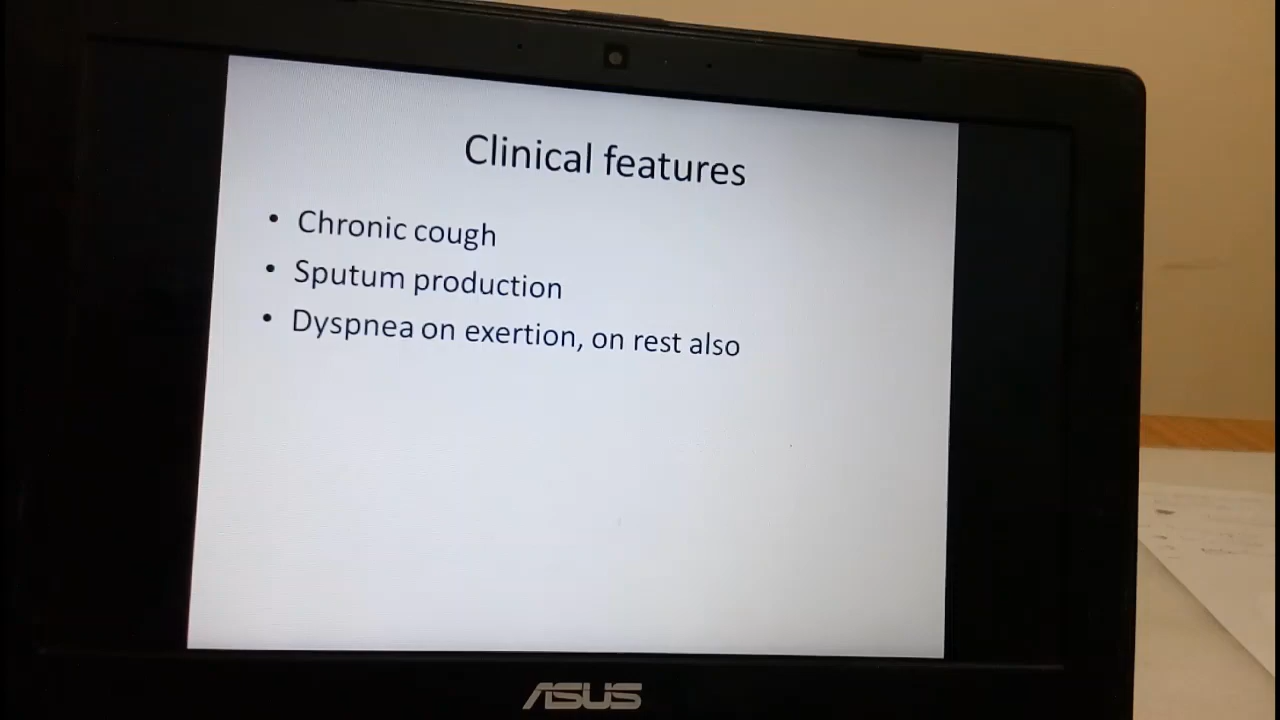 Clinical features
• Chronic cough
• Sputum production
• Dyspnea on exertion, on rest also
ASUS